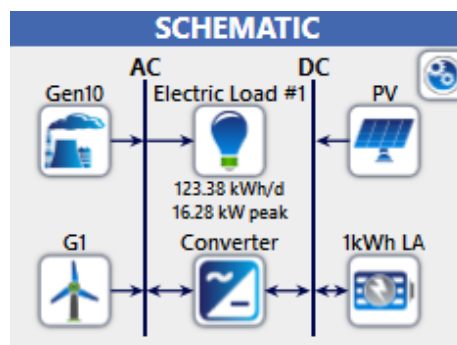 SCHEMATIC
AC DC
Gen10 Electric Load #1 PV
123.38 kWh/d
16.28 kW peak
G1 Converter 1kWh LA